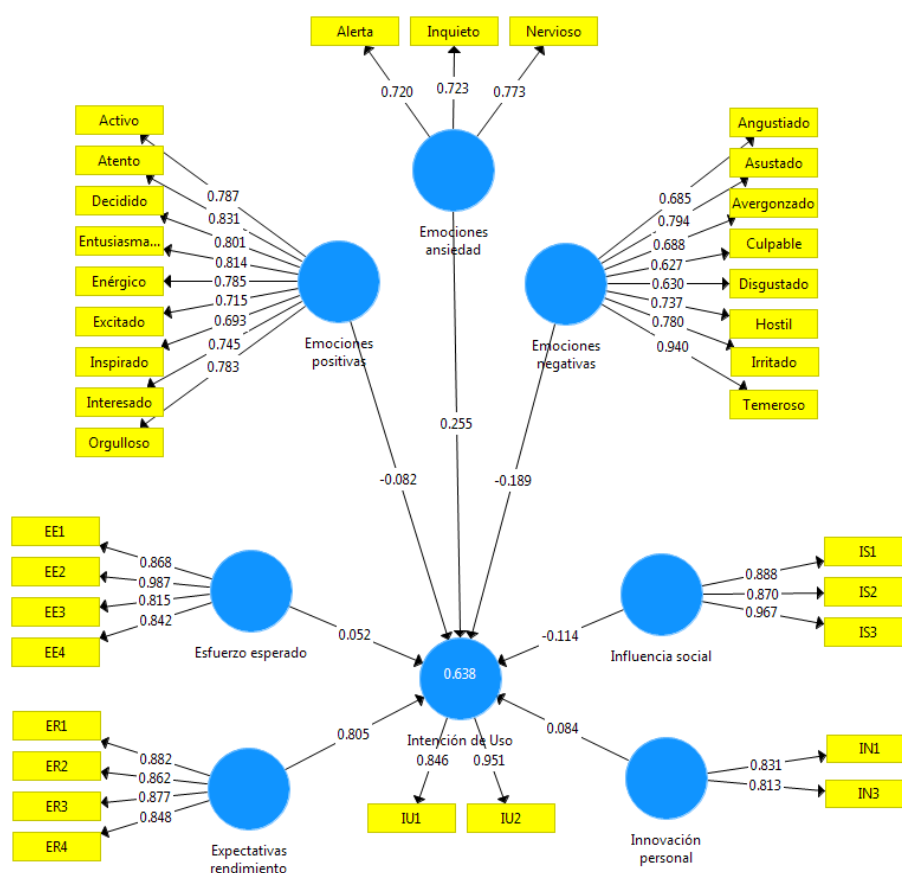 Alerta
Inquieto
Nervioso
0.720
0.723
0.773
Emociones
ansiedad
Activo
Atento
Decidido
Entusiasma...
Enérgico
Excitado
Inspirado
Interesado
Orgulloso
0.787
0.831
0.801
0.814
0.785
0.715
0.693
0.745
0.783
Emociones
positivas
Angustiado
Asustado
Avergonzado
Culpable
Disgustado
Hostil
Irritado
Temeroso
0.685
0.794
0.688
0.627
0.630
0.737
0.780
0.940
Emociones
negativas
-0.082
0.255
-0.189
EE1
EE2
EE3
EE4
0.868
0.987
0.815
0.842
Esfuerzo esperado
0.052
IS1
IS2
IS3
0.888
0.870
0.967
Influencia social
-0.114
0.638
Intención de Uso
0.846
0.951
IU1
IU2
ER1
ER2
ER3
ER4
0.882
0.862
0.877
0.848
Expectativas
rendimiento
0.805
IN1
IN3
0.831
0.813
Innovación
personal
0.084